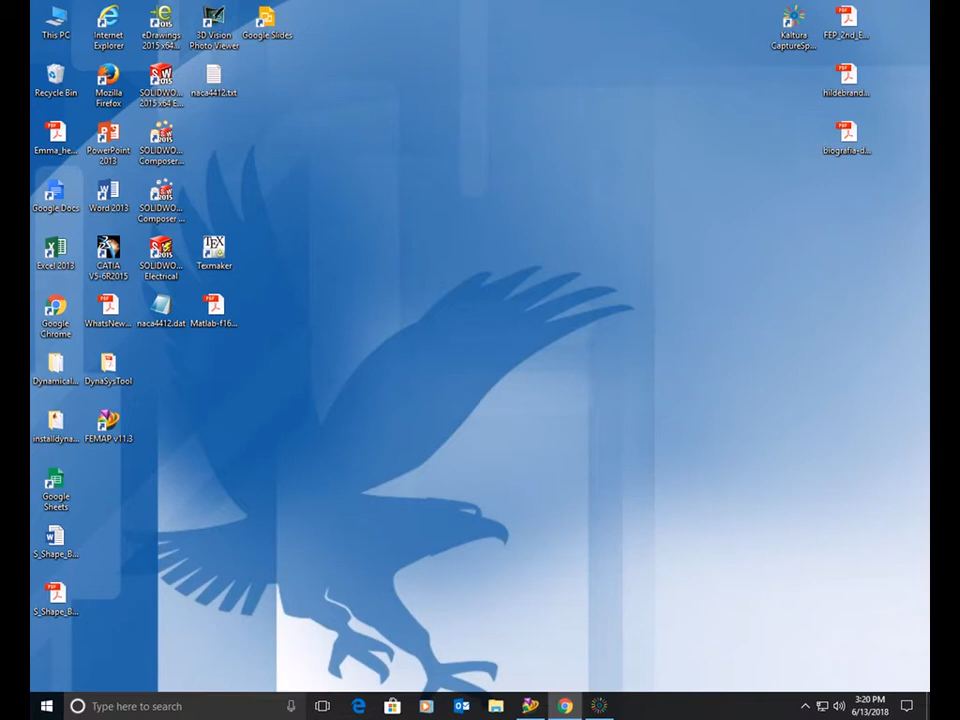 This PC
Internet
Explorer
eDrawings
2015 x64...
3D Vision
Photo Viewer
Google Slides
Kaltura
CaptureSp...
FEP_2nd_E...
Recycle Bin
Mozilla
Firefox
SOLIDWO...
2015 x64 E...
naca4412.txt
hildebrand...
Emma_he...
PowerPoint
2013
SOLIDWO...
Composer...
biografia-d...
Google Docs
Word 2013
SOLIDWO...
Composer ...
Excel 2013
CATIA
V5-6R2015
SOLIDWO...
Electrical
TEX
Texmaker
Google
Chrome
WhatsNew...
naca4412.dat
Matlab-f16...
Dynamical...
DynaSysTool
installdyna...
FEMAP v11.3
Google
Sheets
S_Shape_B...
S_Shape_B...
Type here to search
3:20 PM
6/13/2018